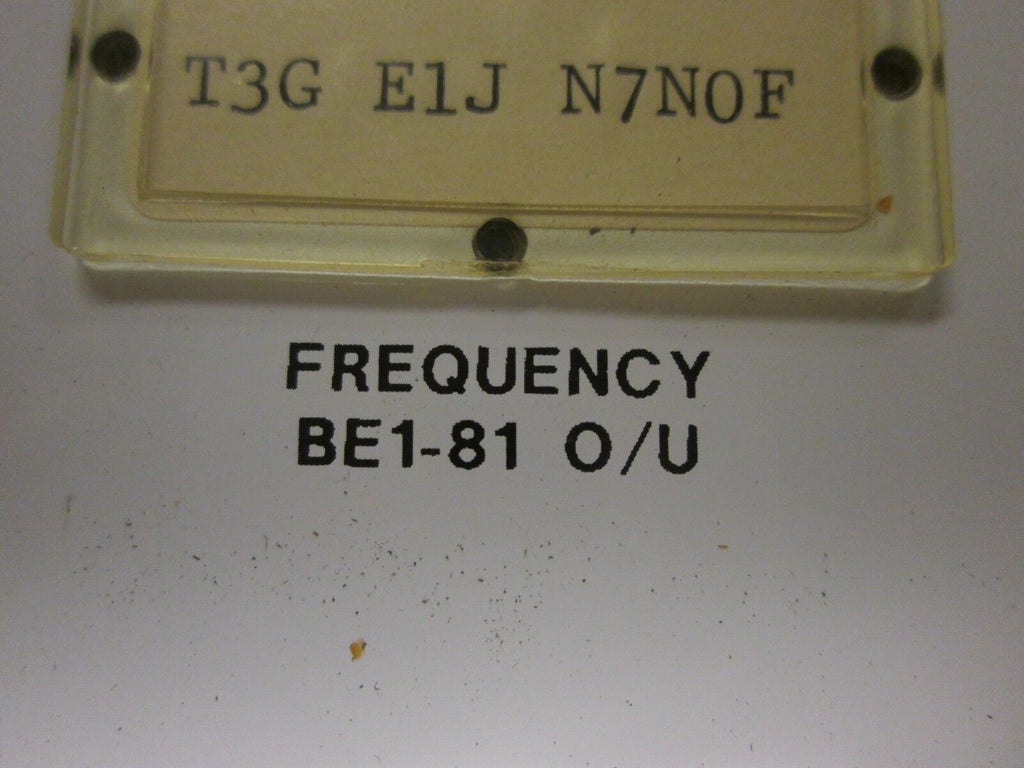 T3G E1J N7N0F
FREQUENCY
BE1-81 O/U